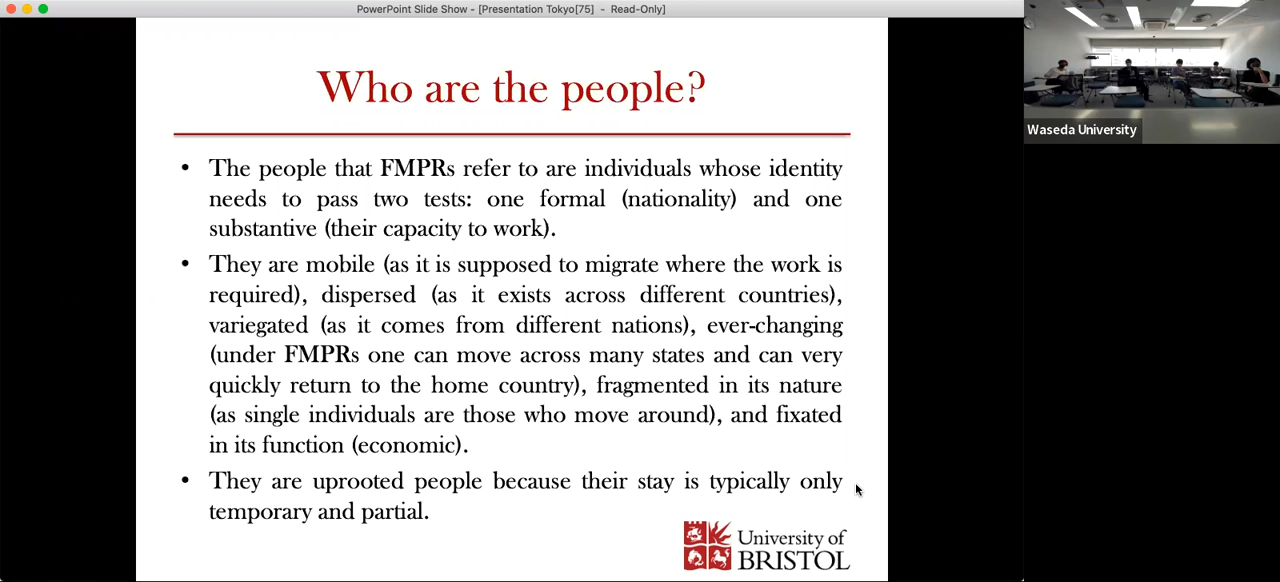 PowerPoint Slide Show - [Presentation Tokyo[75] - Read-Only]
Who are the people?
• The people that FMPRs refer to are individuals whose identity
needs to pass two tests: one formal (nationality) and one
substantive (their capacity to work).
• They are mobile (as it is supposed to migrate where the work is
required), dispersed (as it exists across different countries),
variegated (as it comes from different nations), ever-changing
(under FMPRs one can move across many states and can very
quickly return to the home country), fragmented in its nature
(as single individuals are those who move around), and fixated
in its function (economic).
• They are uprooted people because their stay is typically only
temporary and partial.
University of
BRISTOL
Waseda University